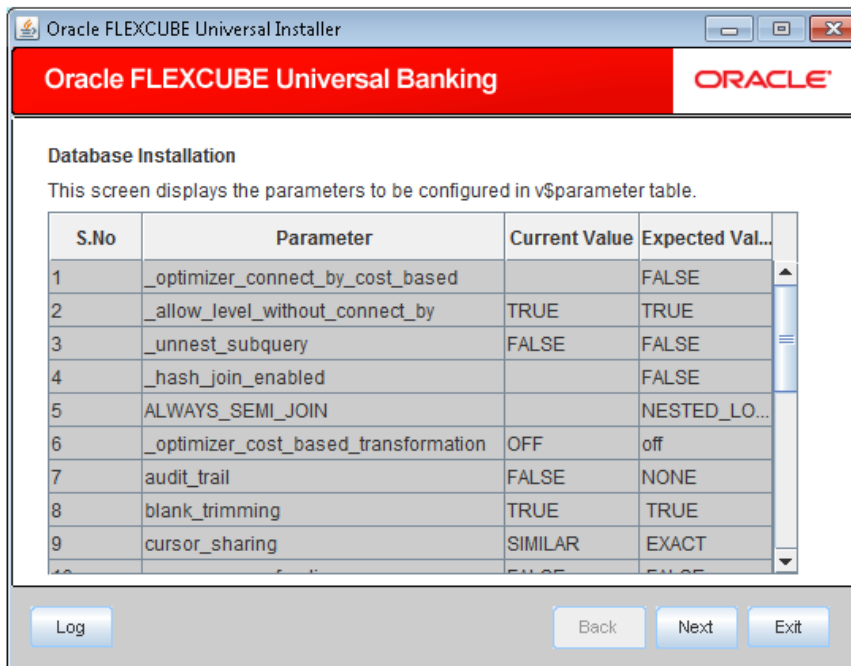 Oracle FLEXCUBE Universal Installer
Oracle FLEXCUBE Universal Banking
ORACLE
Database Installation
This screen displays the parameters to be configured in v$parameter table.
S.No Parameter Current Value Expected Val...
1 _optimizer_connect_by_cost_based FALSE
2 _allow_level_without_connect_by TRUE TRUE
3 _unnest_subquery FALSE FALSE
4 _hash_join_enabled FALSE
5 ALWAYS_SEMI_JOIN NESTED_LO...
6 _optimizer_cost_based_transformation OFF off
7 audit_trail FALSE NONE
8 blank_trimming TRUE TRUE
9 cursor_sharing SIMILAR EXACT
Log Back Next Exit